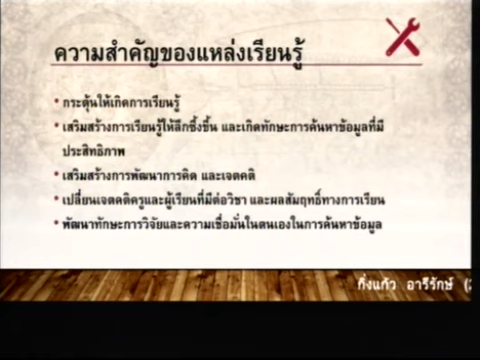 ความสำคัญของแหล่งเรียนรู้
• กระตุ้นให้เกิดการเรียนรู้
• เสริมสร้างการเรียนรู้ให้ลึกซึ้งขึ้น และเกิดทักษะการค้นหาข้อมูลที่มี
ประสิทธิภาพ
• เสริมสร้างการพัฒนาการคิด และเจตคติ
• เปลี่ยนเจตคติครูและผู้เรียนที่มีต่อวิชา และผลสัมฤทธิ์ทางการเรียน
• พัฒนาทักษะการวิจัยและความเชื่อมั่นในตนเองในการค้นหาข้อมูล
กิ่งแก้ว อารีรักษ์ (2